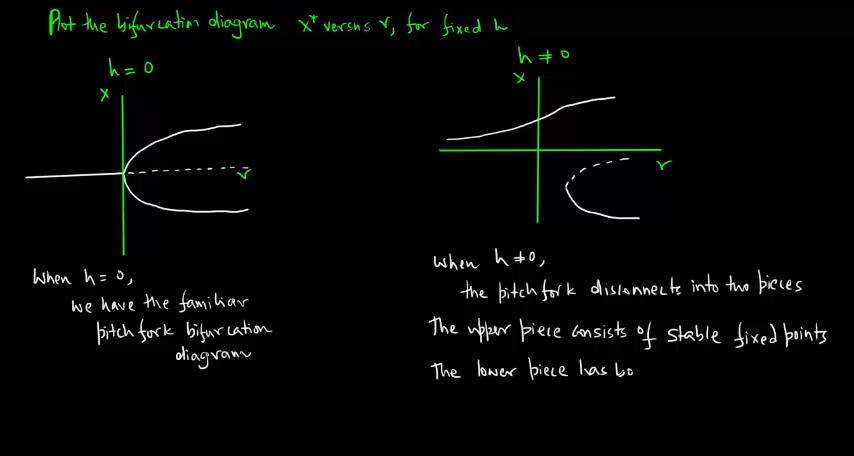 Plot the bifurcation diagram x* versus r, for fixed h
h = 0
x
r
When h = 0,
we have the familiar
pitchfork bifurcation
diagram
h ≠ 0
x
r
When h ≠ 0,
the pitchfork disconnects into two pieces
The upper piece consists of stable fixed points
The lower piece has bo